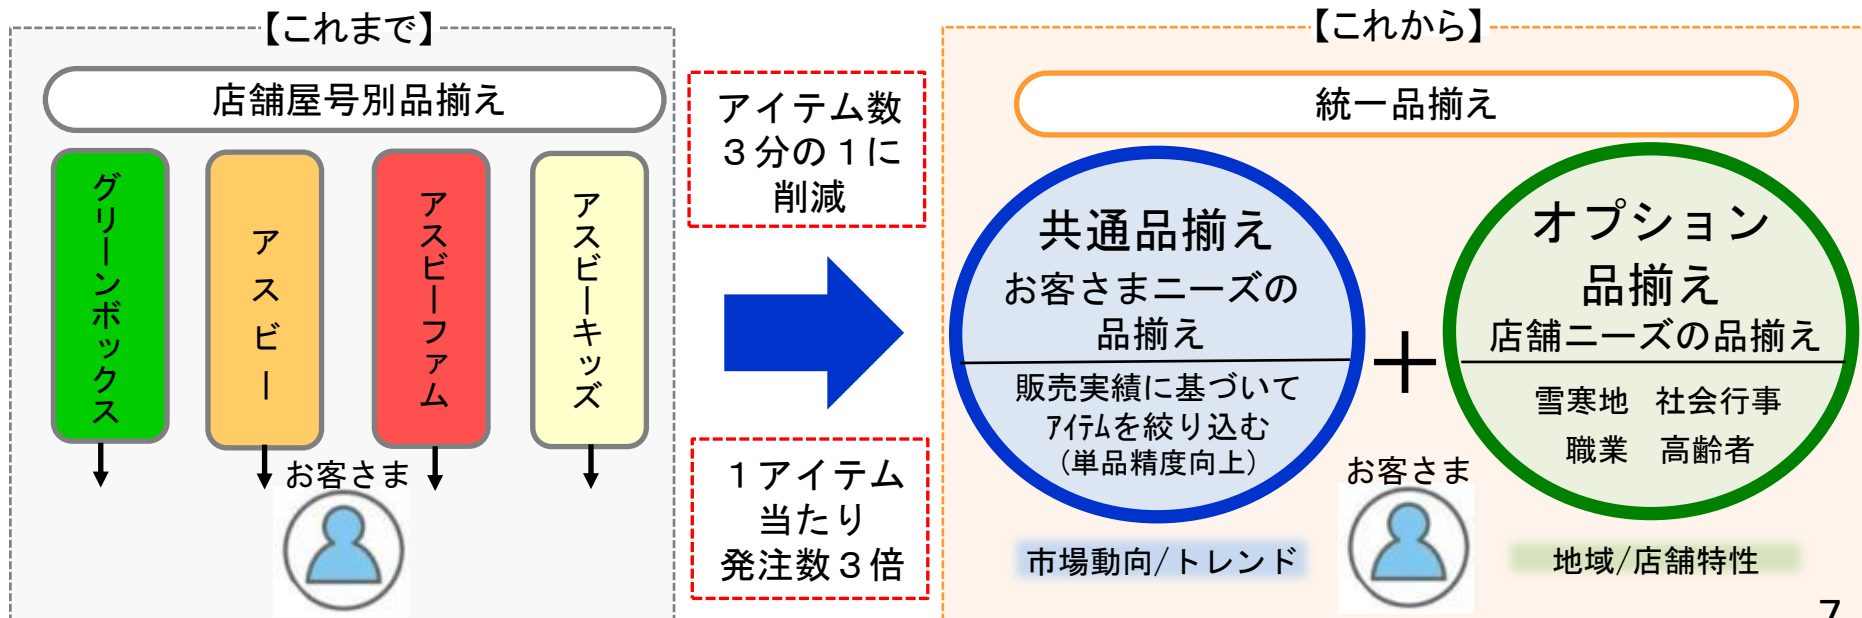 【これまで】
店舗屋号別品揃え
グリーンボックス
アスビー
アスビーファム
アスビーキッズ
お客さま
アイテム数
３分の１に
削減
１アイテム
当たり
発注数３倍
【これから】
統一品揃え
共通品揃え
お客さまニーズの
品揃え
販売実績に基づいて
ｱｲﾃﾑを絞り込む
（単品精度向上）
市場動向/トレンド
＋
お客さま
オプション
品揃え
店舗ニーズの品揃え
雪寒地　社会行事
職業　高齢者
地域/店舗特性
7